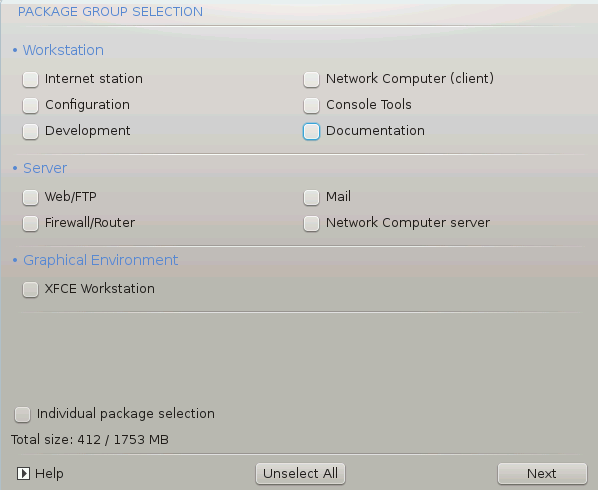 PACKAGE GROUP SELECTION
• Workstation
Internet station Network Computer (client)
Configuration Console Tools
Development Documentation
• Server
Web/FTP Mail
Firewall/Router Network Computer server
• Graphical Environment
XFCE Workstation
Individual package selection
Total size: 412 / 1753 MB
Help Unselect All Next